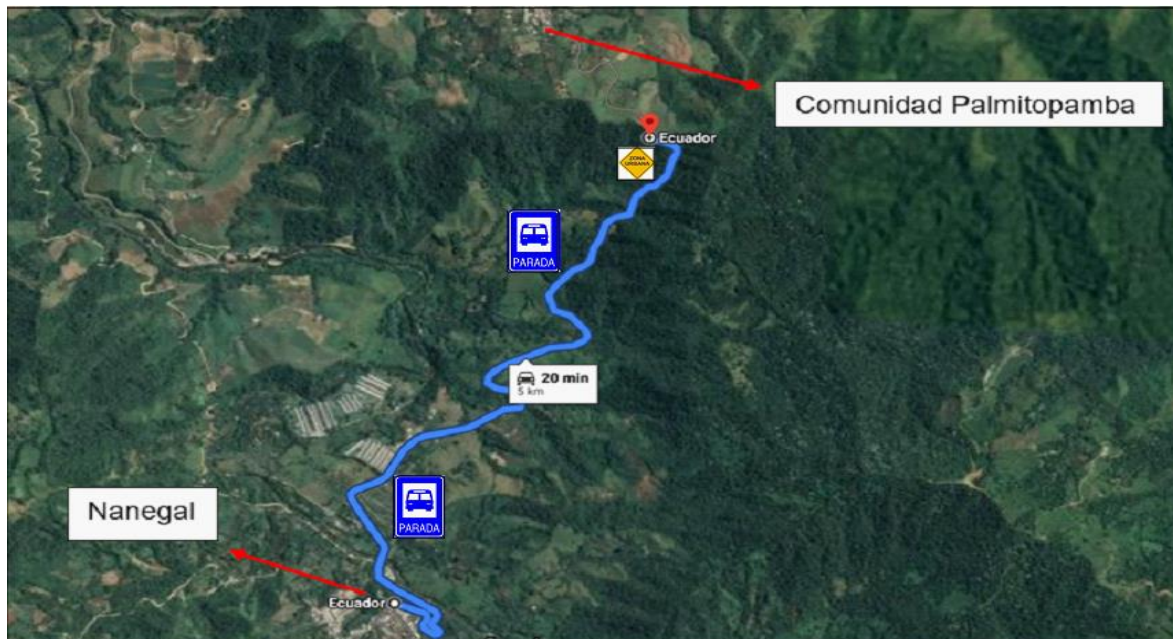 Comunidad Palmitopamba
Ecuador
ZONA
URBANA
PARADA
20 min
5 km
PARADA
Nanegal
Ecuador